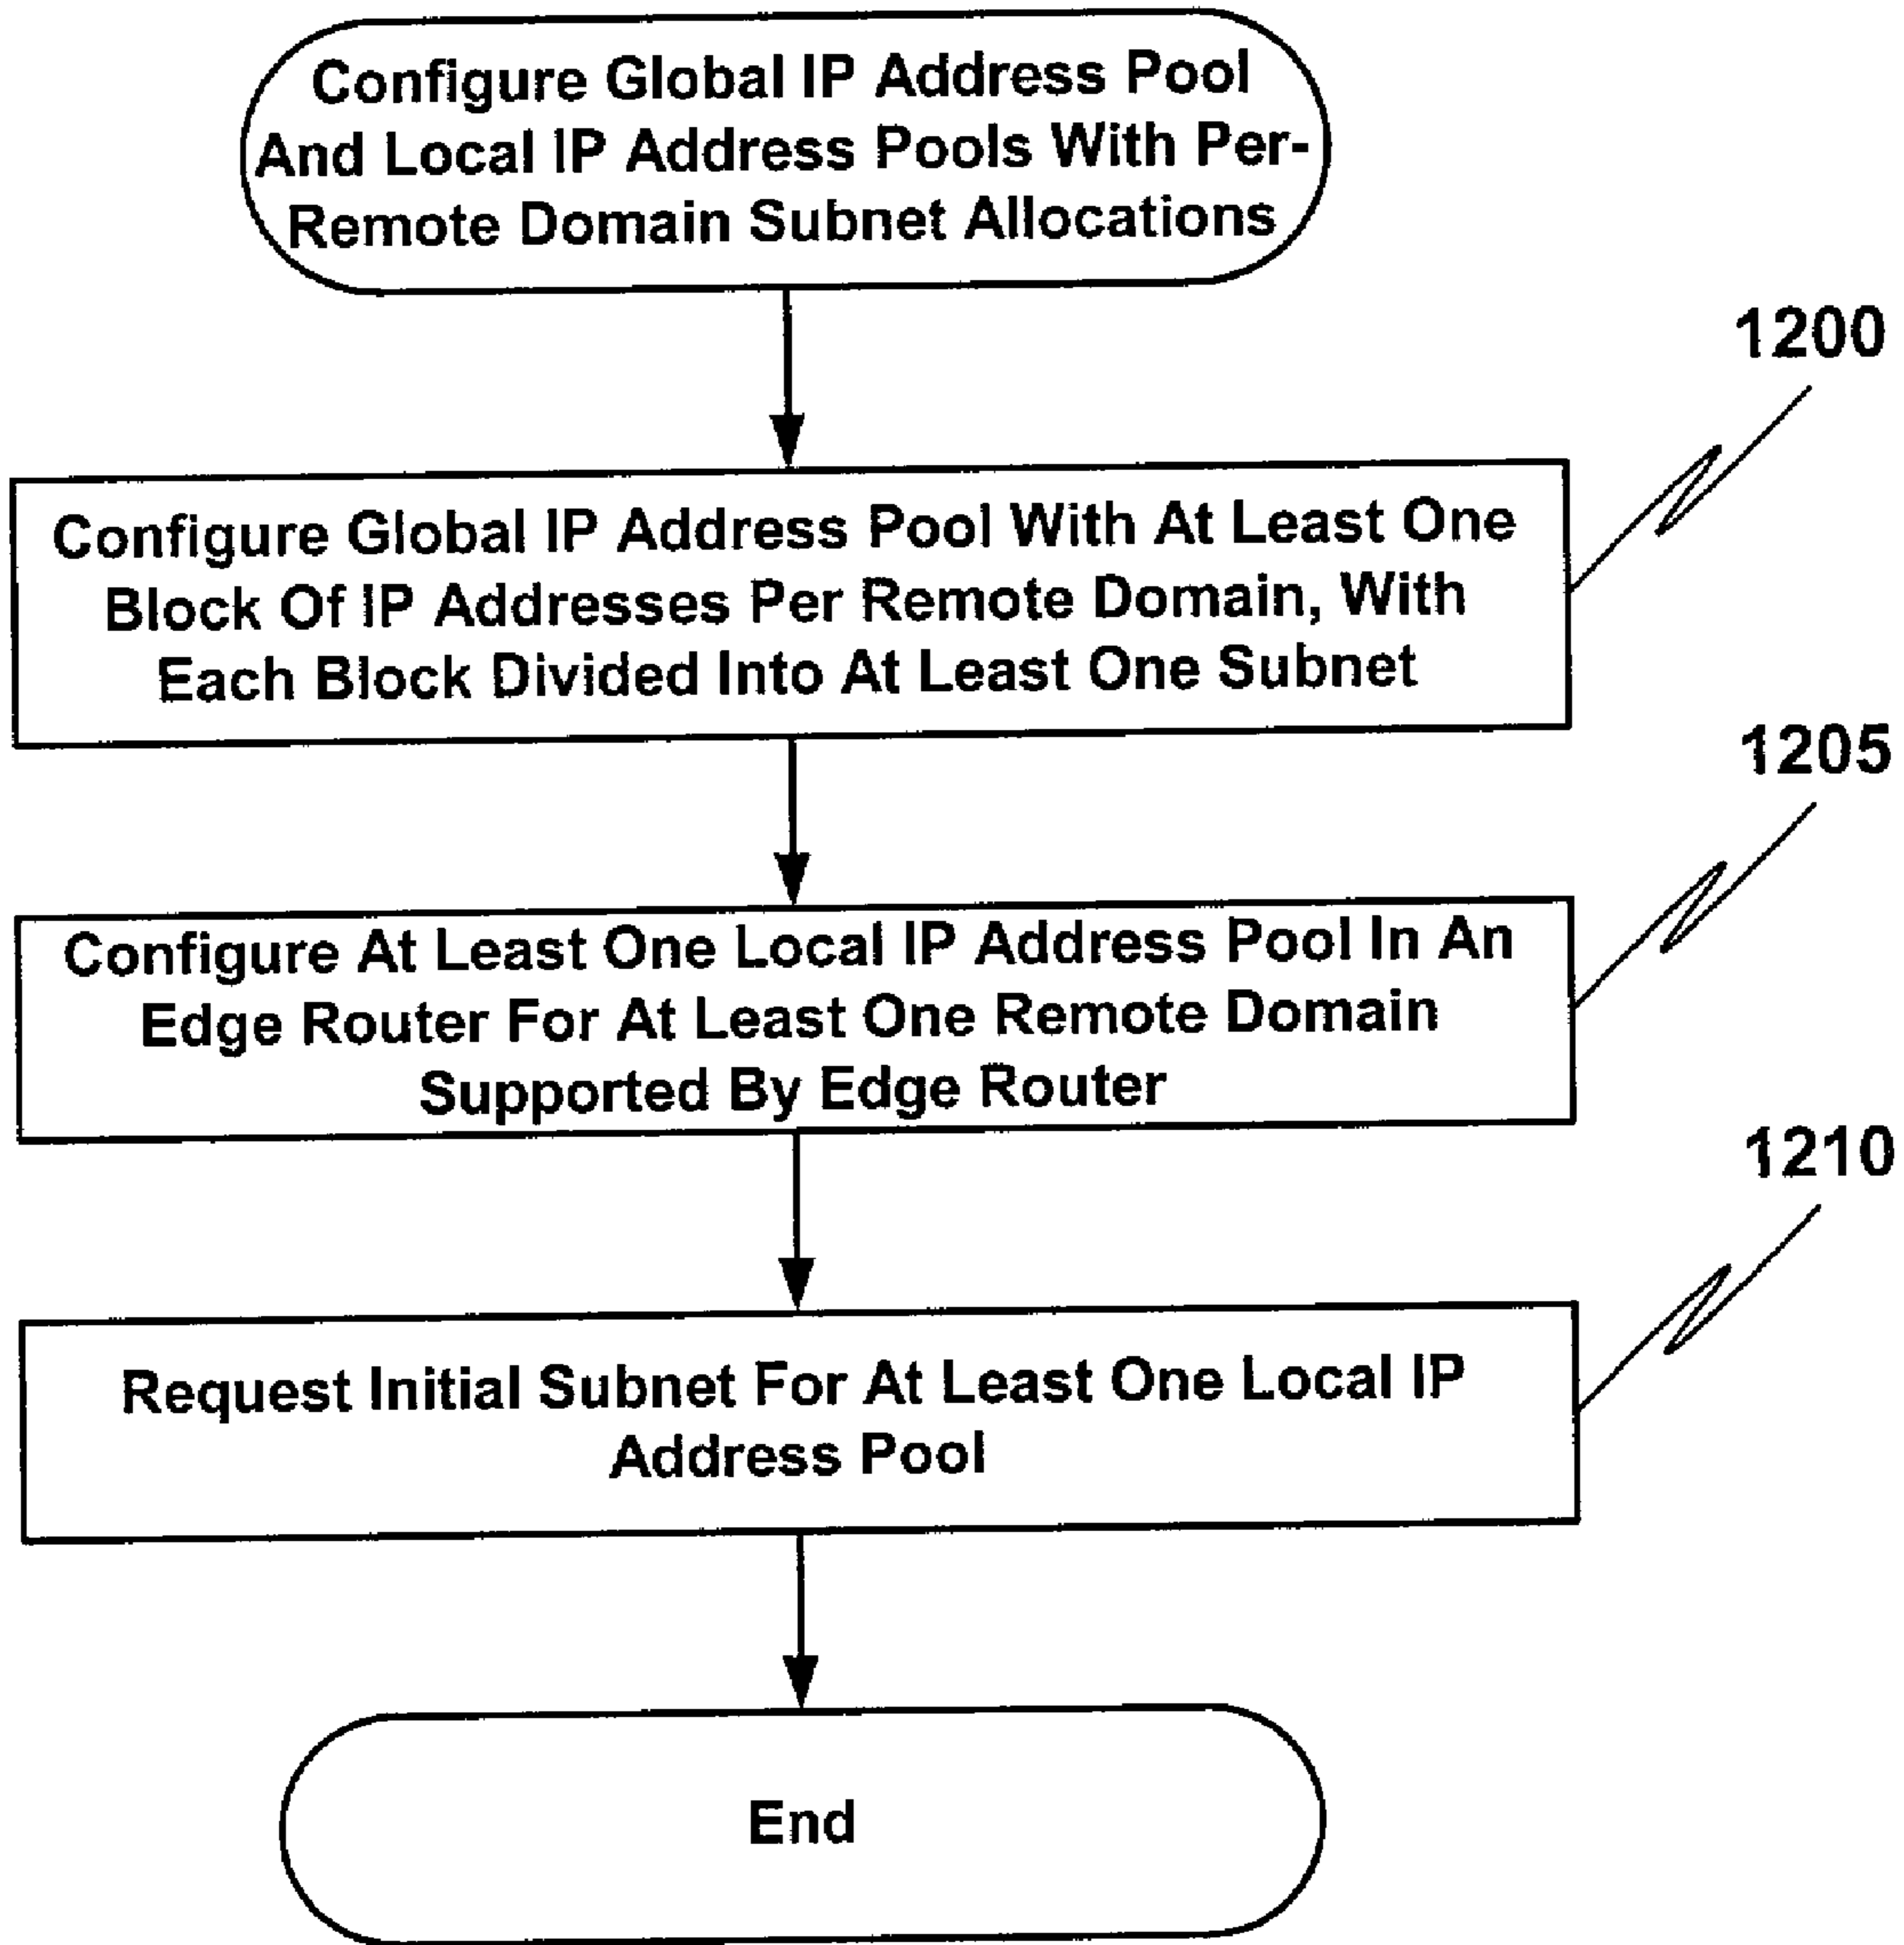 Configure Global IP Address Pool
And Local IP Address Pools With Per-
Remote Domain Subnet Allocations
1200
Configure Global IP Address Pool With At Least One
Block Of IP Addresses Per Remote Domain, With
Each Block Divided Into At Least One Subnet
1205
Configure At Least One Local IP Address Pool In An
Edge Router For At Least One Remote Domain
Supported By Edge Router
1210
Request Initial Subnet For At Least One Local IP
Address Pool
End